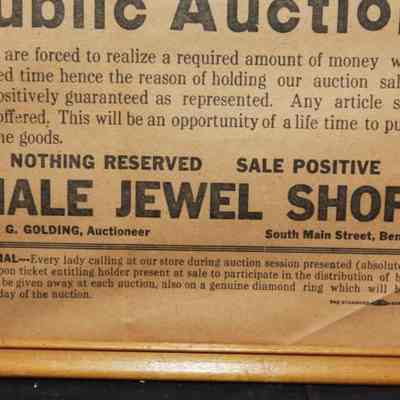 ublic Auction
are forced to realize a required amount of money w
ed time hence the reason of holding our auction sal
ositively guaranteed as represented. Any article s
offered. This will be an opportunity of a life time to pu
he goods.
NOTHING RESERVED SALE POSITIVE
HALE JEWEL SHOP
G. GOLDING, Auctioneer South Main Street, Ben
AL—Every lady calling at our store during auction session presented (absolute
pon ticket entitling holder present at sale to participate in the distribution of b
be given away at each auction, also on a genuine diamond ring which will b
day of the auction.